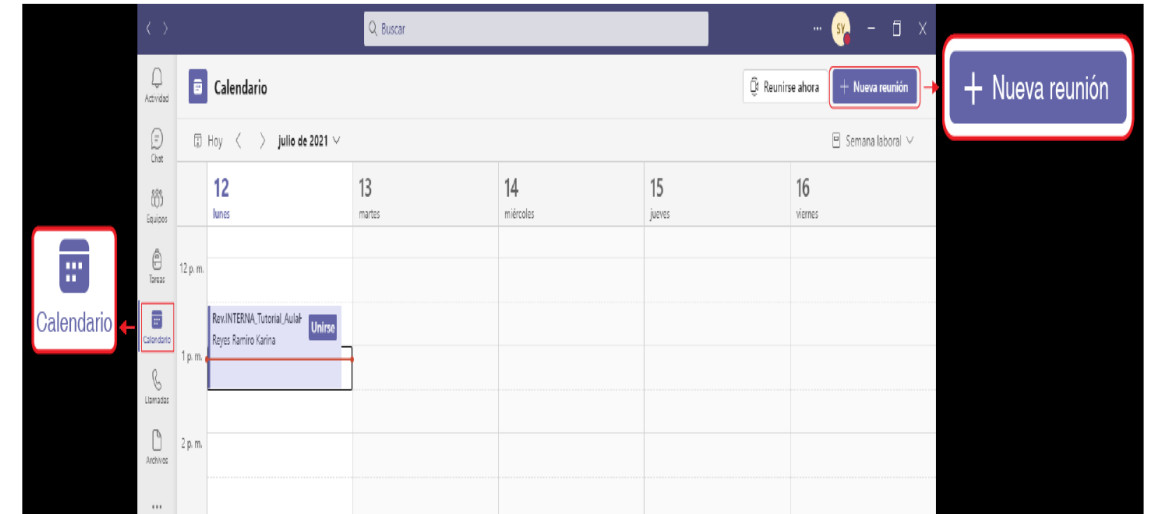 Buscar
SY
Calendario
Reunirse ahora
+ Nueva reunión
+ Nueva reunión
Hoy
julio de 2021
Semana laboral
12
lunes
13
martes
14
miércoles
15
jueves
16
viernes
Actividad
Chat
Equipos
Tareas
Calendario
Llamadas
Archivos
...
Calendario
12 p. m.
Rev.INTERNA_Tutorial_Aula
Unirse
Reyes Ramiro Karina
1 p. m.
2 p. m.